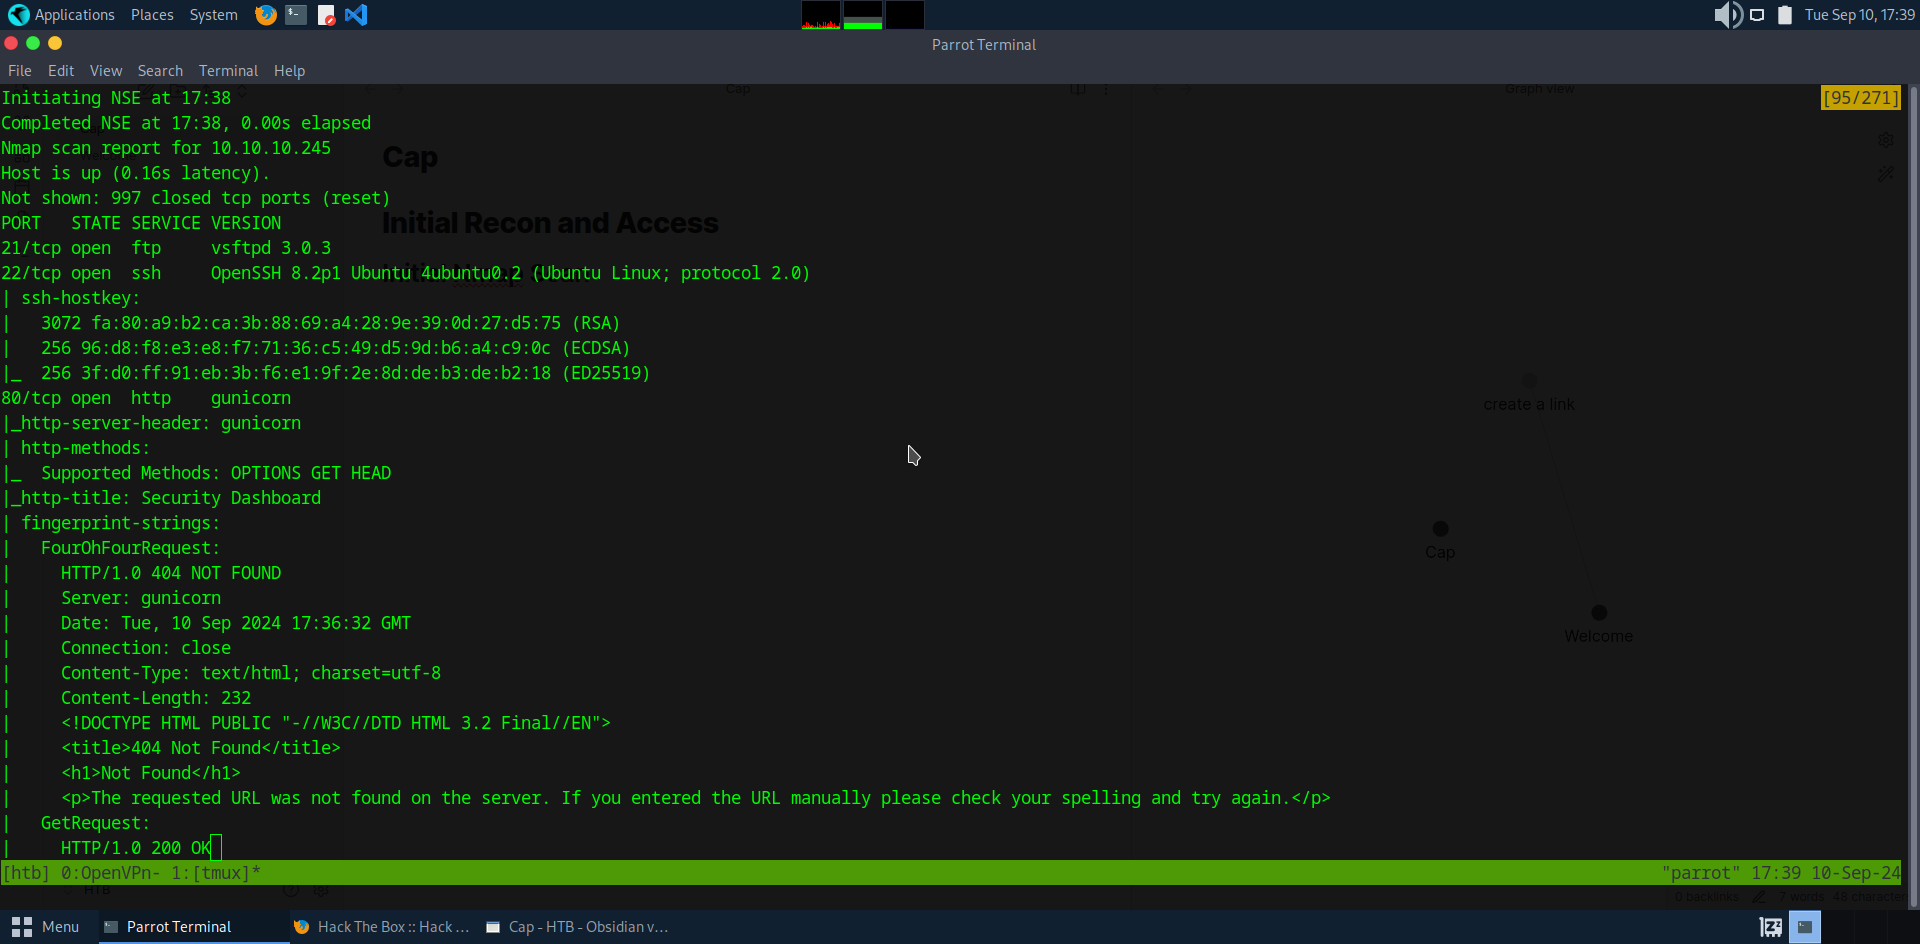 Applications Places System
Tue Sep 10, 17:39
Parrot Terminal
File Edit View Search Terminal Help
Cap
Graph view
Initiating NSE at 17:38
[95/271]
Completed NSE at 17:38, 0.00s elapsed
Nmap scan report for 10.10.10.245
Cap
Host is up (0.16s latency).
Not shown: 997 closed tcp ports (reset)
PORT   STATE SERVICE VERSION
Initial Recon and Access
21/tcp open  ftp     vsftpd 3.0.3
22/tcp open  ssh     OpenSSH 8.2p1 Ubuntu 4ubuntu0.2 (Ubuntu Linux; protocol 2.0)
| ssh-hostkey:
|   3072 fa:80:a9:b2:ca:3b:88:69:a4:28:9e:39:0d:27:d5:75 (RSA)
|   256 96:d8:f8:e3:e8:f7:71:36:c5:49:d5:9d:b6:a4:c9:0c (ECDSA)
|_  256 3f:d0:ff:91:eb:3b:f6:e1:9f:2e:8d:de:b3:de:b2:18 (ED25519)
80/tcp open  http    gunicorn
create a link
|_http-server-header: gunicorn
| http-methods:
|_  Supported Methods: OPTIONS GET HEAD
|_http-title: Security Dashboard
| fingerprint-strings:
|   FourOhFourRequest:
Cap
|     HTTP/1.0 404 NOT FOUND
|     Server: gunicorn
|     Date: Tue, 10 Sep 2024 17:36:32 GMT
Welcome
|     Connection: close
|     Content-Type: text/html; charset=utf-8
|     Content-Length: 232
|     <!DOCTYPE HTML PUBLIC "-//W3C//DTD HTML 3.2 Final//EN">
|     <title>404 Not Found</title>
|     <h1>Not Found</h1>
|     <p>The requested URL was not found on the server. If you entered the URL manually please check your spelling and try again.</p>
|   GetRequest:
|     HTTP/1.0 200 OK
[htb] 0:OpenVPn- 1:[tmux]*
"parrot" 17:39 10-Sep-24
HTB
0 backlinks
7 words
48 characters
Menu
Parrot Terminal
Hack The Box :: Hack ...
Cap - HTB - Obsidian v...